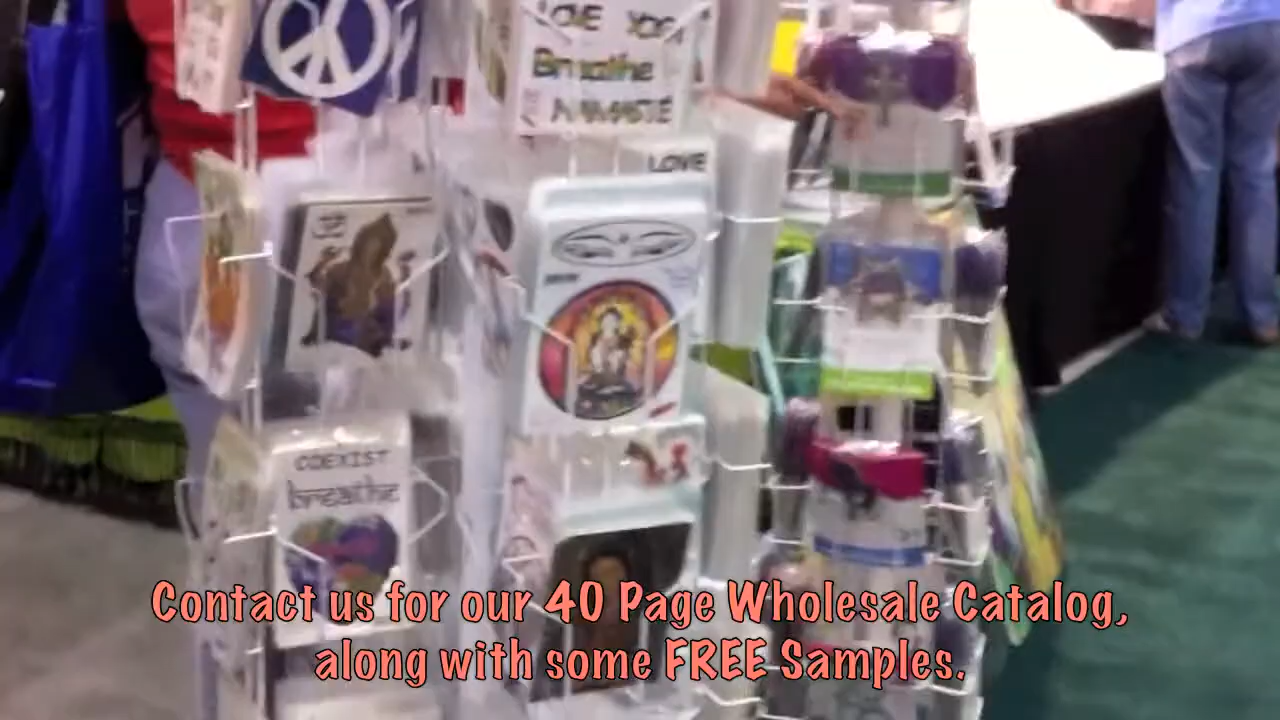 LOVE YOGA
Breathe
NAMASTE
LOVE
COEXIST
breathe
Contact us for our 40 Page Wholesale Catalog,
along with some FREE Samples.